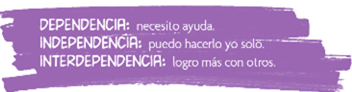 DEPENDENCIA: necesito ayuda.
INDEPENDENCIA: puedo hacerlo yo solo.
INTERDEPENDENCIA: logro más con otros.